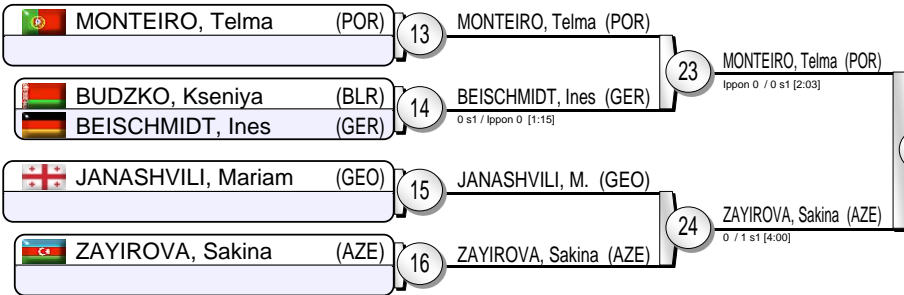 MONTEIRO, Telma (POR)
13
MONTEIRO, Telma (POR)
BUDZKO, Kseniya (BLR)
BEISCHMIDT, Ines (GER)
14
BEISCHMIDT, Ines (GER)
0 s1 / Ippon 0 [1:15]
23
MONTEIRO, Telma (POR)
Ippon 0 / 0 s1 [2:03]
JANASHVILI, Mariam (GEO)
15
JANASHVILI, M. (GEO)
ZAYIROVA, Sakina (AZE)
16
ZAYIROVA, Sakina (AZE)
24
ZAYIROVA, Sakina (AZE)
0 / 1 s1 [4:00]